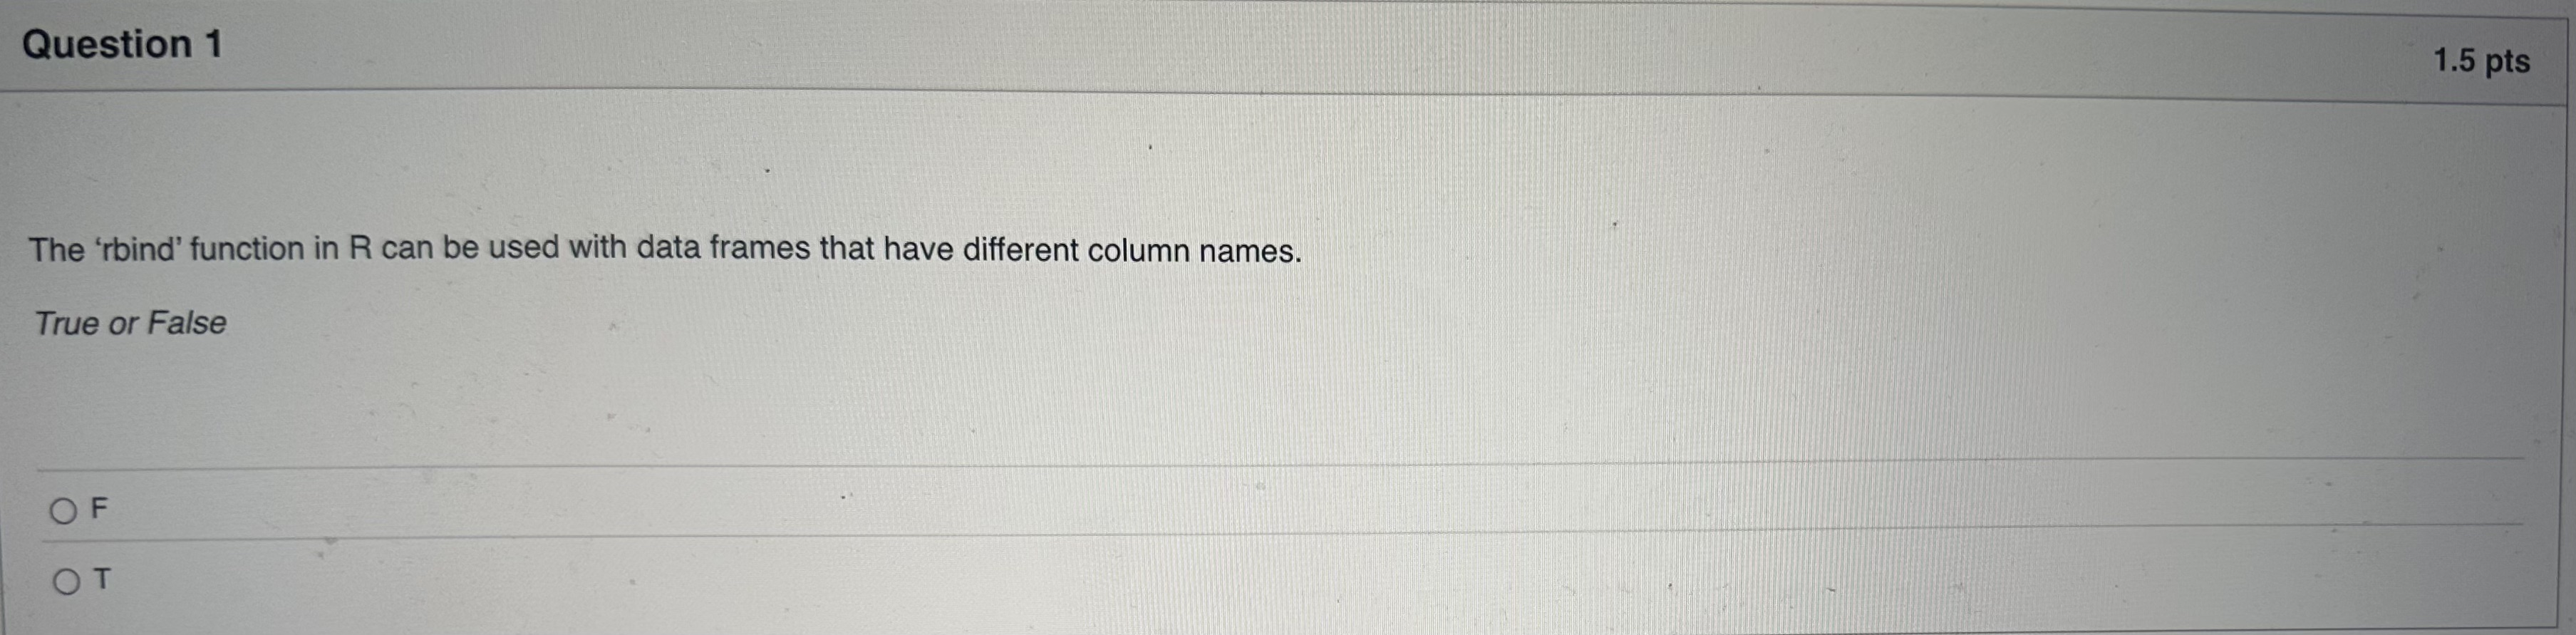 Question 1
1.5 pts
The ‘rbind’ function in R can be used with data frames that have different column names.
True or False
F
T